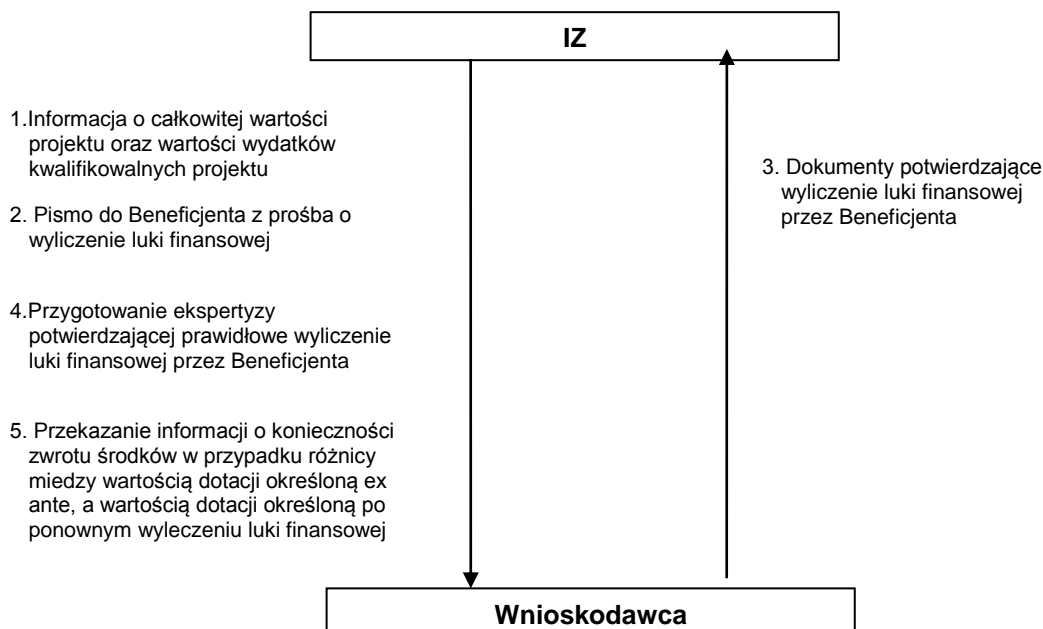 IZ
1.Informacja o całkowitej wartości
projektu oraz wartości wydatków
kwalifikowalnych projektu
2. Pismo do Beneficjenta z prośba o
wyliczenie luki finansowej
3. Dokumenty potwierdzające
wyliczenie luki finansowej
przez Beneficjenta
4.Przygotowanie ekspertyzy
potwierdzającej prawidłowe wyliczenie
luki finansowej przez Beneficjenta
5. Przekazanie informacji o konieczności
zwrotu środków w przypadku różnicy
miedzy wartością dotacji określoną ex
ante, a wartością dotacji określoną po
ponownym wyleczeniu luki finansowej
Wnioskodawca